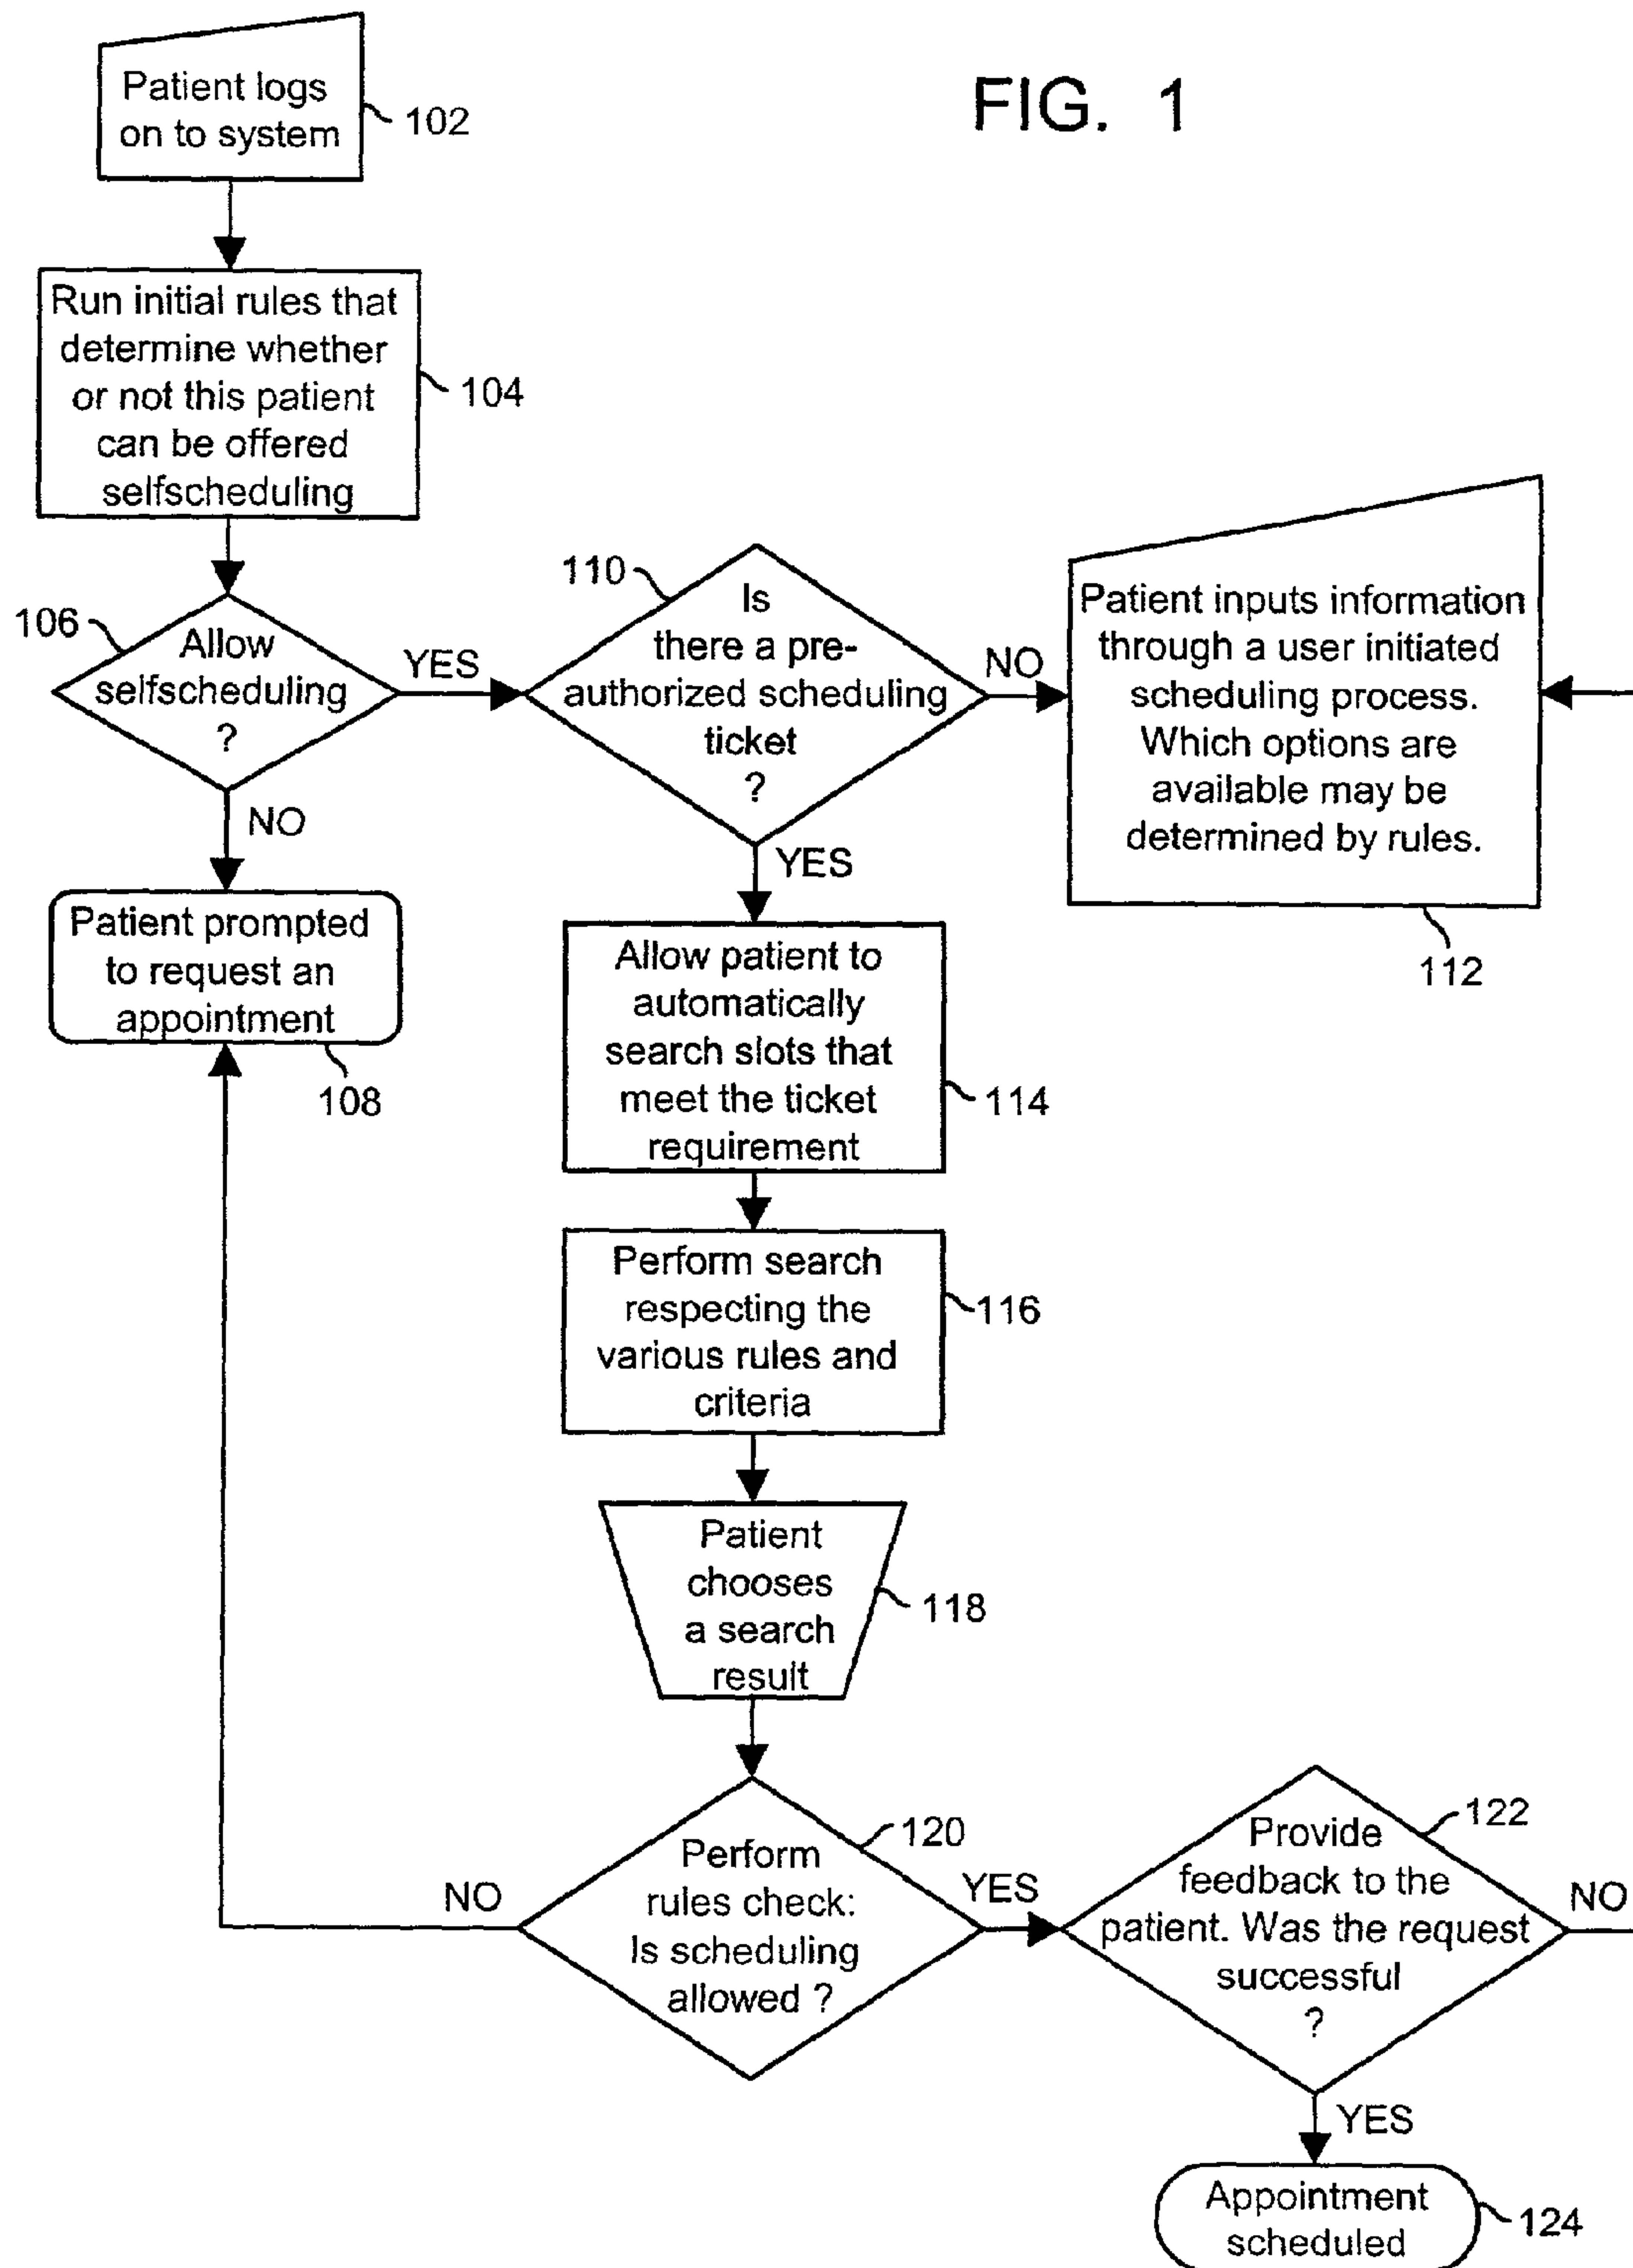 FIG. 1
Patient logs
on to system
102
Run initial rules that
determine whether
or not this patient
can be offered
selfscheduling
104
106
Allow
selfscheduling
?
YES
NO
110
Is
there a pre-
authorized scheduling
ticket
?
NO
YES
Patient inputs information
through a user initiated
scheduling process.
Which options are
available may be
determined by rules.
112
Patient prompted
to request an
appointment
108
Allow patient to
automatically
search slots that
meet the ticket
requirement
114
Perform search
respecting the
various rules and
criteria
116
Patient
chooses
a search
result
118
120
Perform
rules check:
Is scheduling
allowed ?
NO
YES
122
Provide
feedback to the
patient. Was the request
successful
?
NO
YES
Appointment
scheduled
124